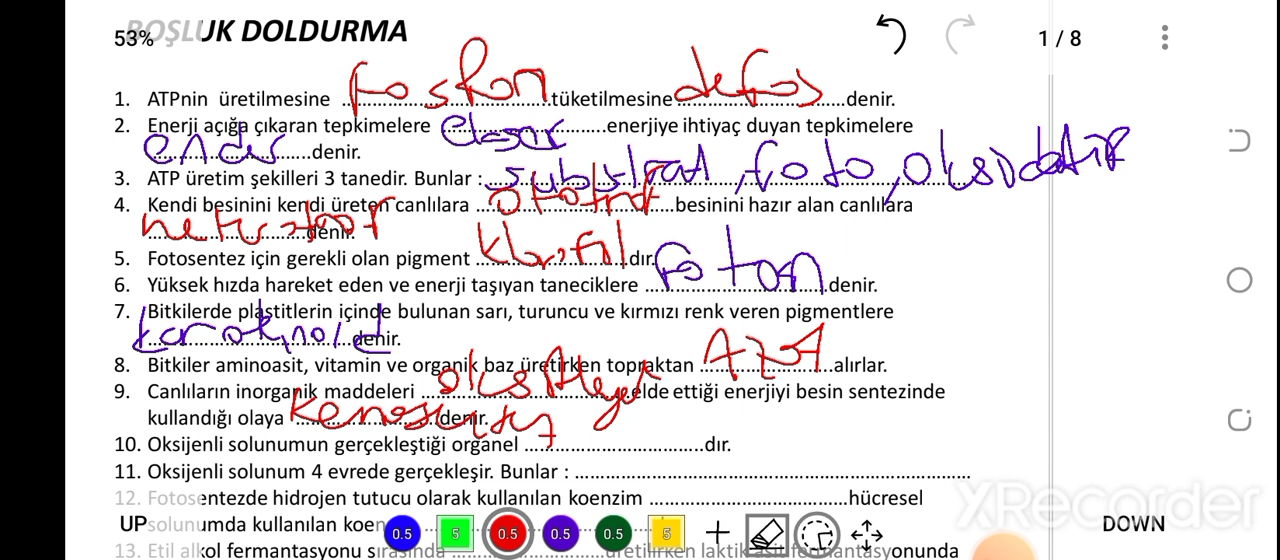 53% BOŞLUK DOLDURMA 1 / 8
1. ATPnin üretilmesine fosfon tüketilmesine defos denir.
2. Enerji açığa çıkaran tepkimelere enerjiye ihtiyaç duyan tepkimelere
ender denir.
3. ATP üretim şekilleri 3 tanedir. Bunlar : substrat, foto, oksidatif
4. Kendi besinini kendi üreten canlılara ototrof besinini hazır alan canlılara
denir.
5. Fotosentez için gerekli olan pigment klorofil dır.
6. Yüksek hızda hareket eden ve enerji taşıyan taneciklere foton denir.
7. Bitkilerde plastitlerin içinde bulunan sarı, turuncu ve kırmızı renk veren pigmentlere
karotinoid denir.
8. Bitkiler aminoasit, vitamin ve organik baz üretirken topraktan AZA alırlar.
9. Canlıların inorganik maddeleri elde ettiği enerjiyi besin sentezinde
kullandığı olaya denir.
10. Oksijenli solunumun gerçekleştiği organel ........................................dır.
11. Oksijenli solunum 4 evrede gerçekleşir. Bunlar : ........................................
12. Fotosentezde hidrojen tutucu olarak kullanılan koenzim ........................................hücresel
UP solunumda kullanılan koen 0.5 5 0.5 0.5 0.5 5 DOWN
13. Etil alkol fermantasyonu sırasında üretilirken laktik asit fermantasyonunda
XRecorder